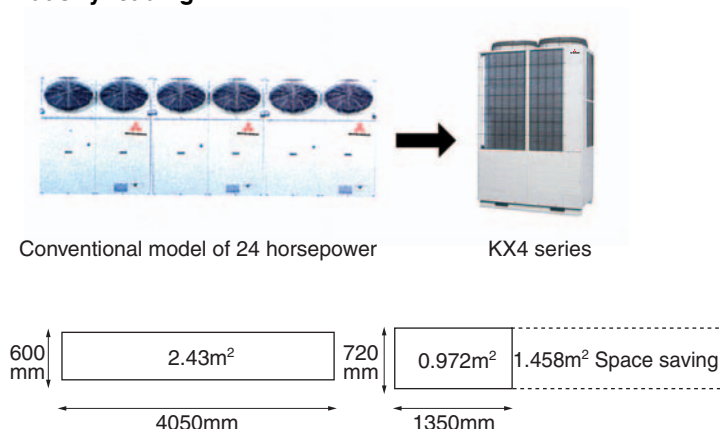 Conventional model of 24 horsepower
KX4 series
600
mm
2.43m²
4050mm
720
mm
0.972m²
1.458m² Space saving
1350mm